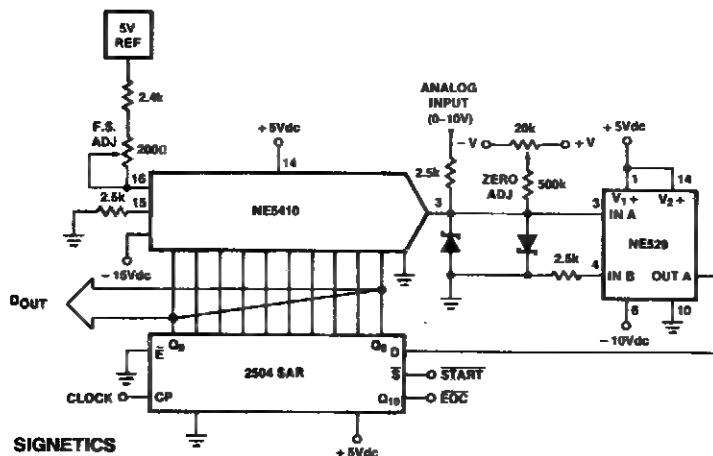 5V
REF
2.4k
F.S.
ADJ
200Ω
+5Vdc
14
16
2.5k
15
NE5410
-15Vdc
ANALOG
INPUT
(0-10V)
-V
20k
+V
2.5k
ZERO
ADJ
500k
3
+5Vdc
1
14
V1+
V2+
3
IN A
NE529
2.5k
4
IN B
OUT A
6
10
-10Vdc
DOUT
Q9
Q0
E
D
2504 SAR
S
START
CLOCK
CP
Q10
EOC
+5Vdc
SIGNETICS